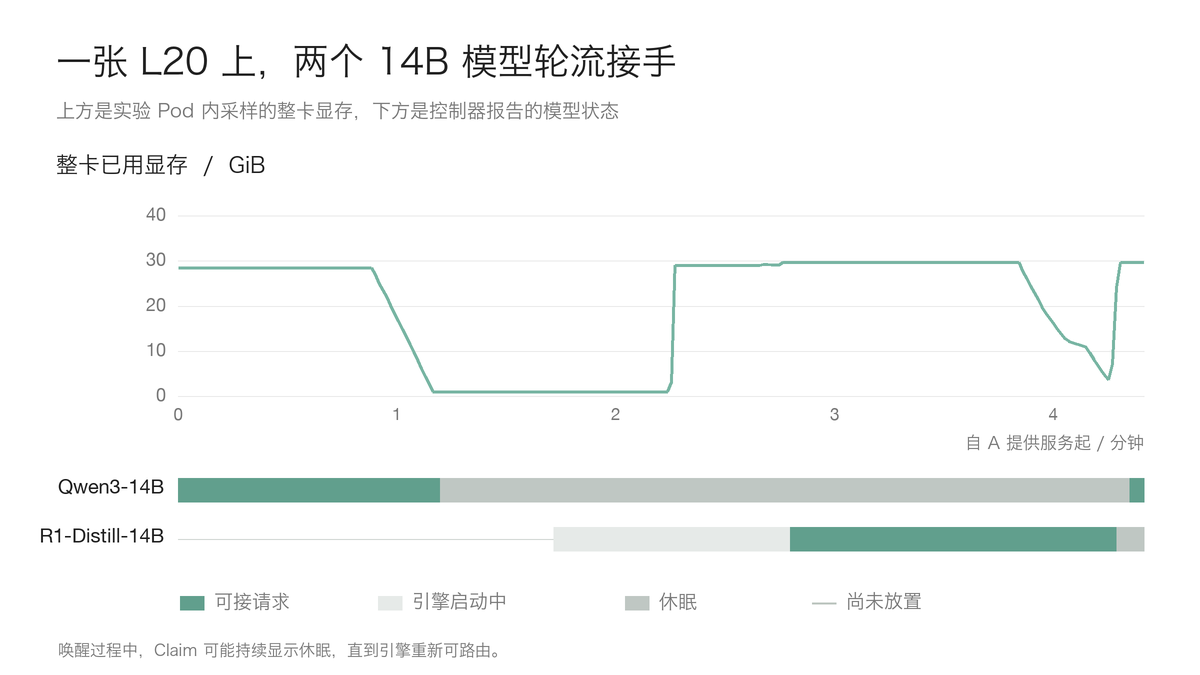 一张 L20 上，两个 14B 模型轮流接手
上方是实验 Pod 内采样的整卡显存，下方是控制器报告的模型状态
整卡已用显存 / GiB
40
30
20
10
0
0 1 2 3 4
自 A 提供服务起 / 分钟
Qwen3-14B
R1-Distill-14B
可接请求 引擎启动中 休眠 尚未放置
唤醒过程中，Claim 可能持续显示休眠，直到引擎重新可路由。